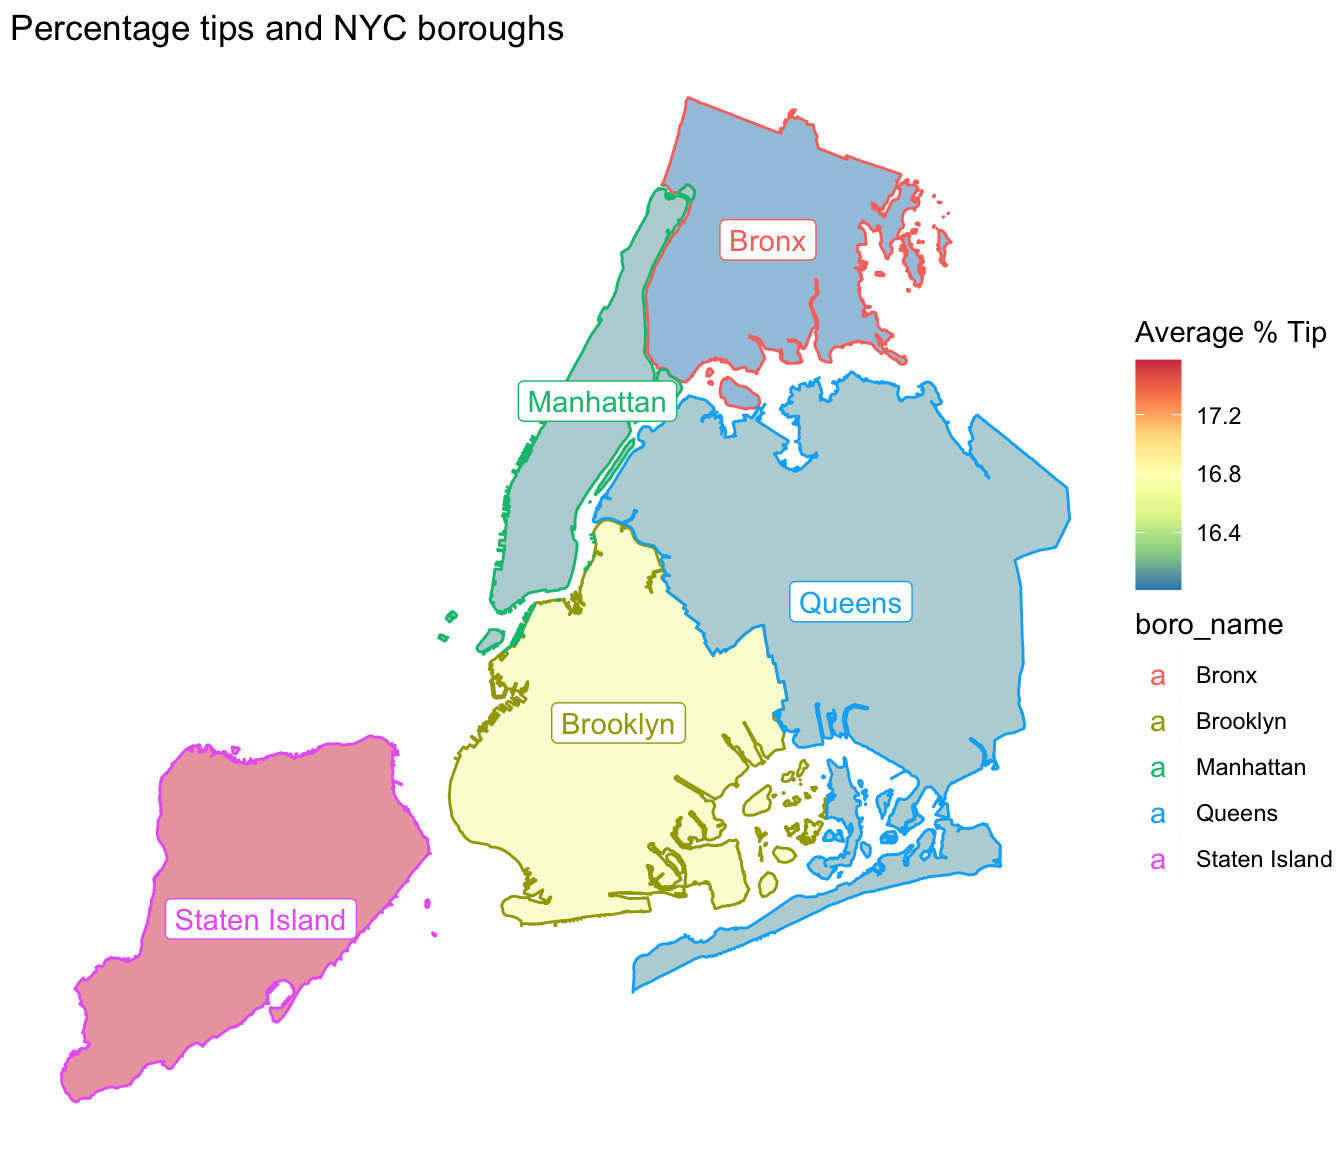 Percentage tips and NYC boroughs
Bronx
Manhattan
Queens
Brooklyn
Staten Island
Average % Tip
17.2
16.8
16.4
boro_name
a Bronx
a Brooklyn
a Manhattan
a Queens
a Staten Island